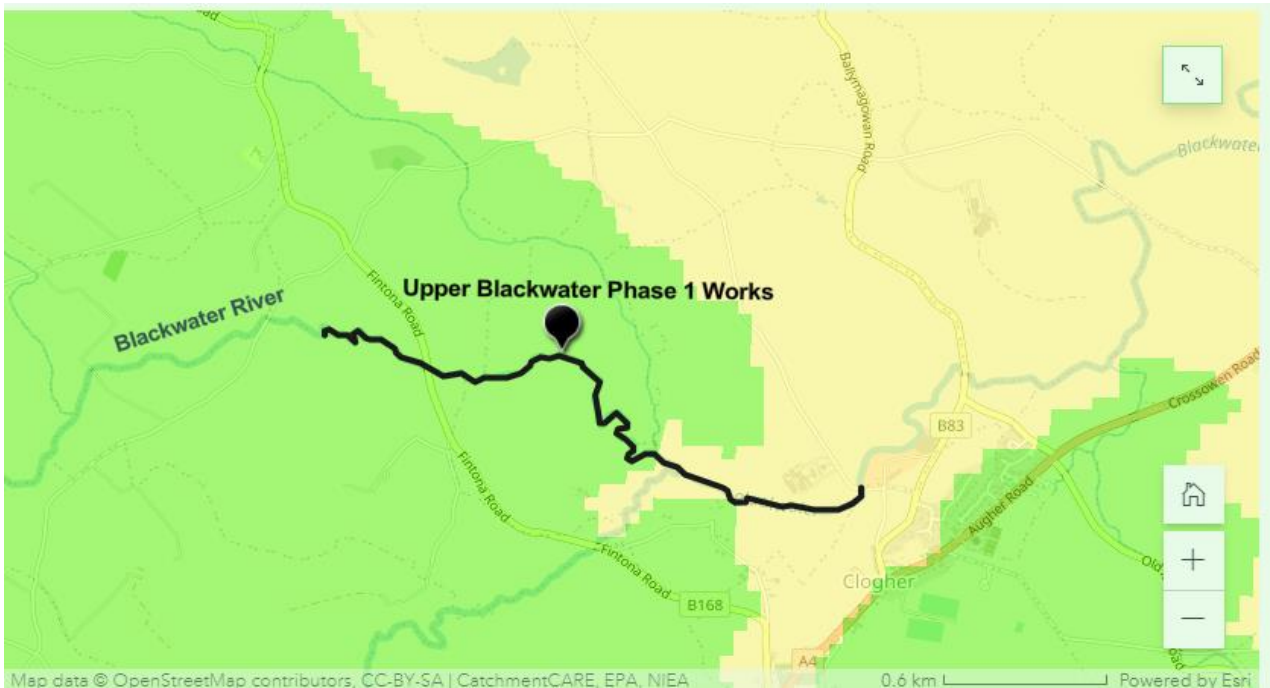 Ballymagowan Road
Blackwater
Fintona Road
Upper Blackwater Phase 1 Works
Blackwater River
Crossowen Road
B83
Augher Road
Clogher
Fintona Road
B168
Old
Road
A4
Map data © OpenStreetMap contributors, CC-BY-SA | CatchmentCARE, EPA, NIEA
0.6 km
Powered by Esri